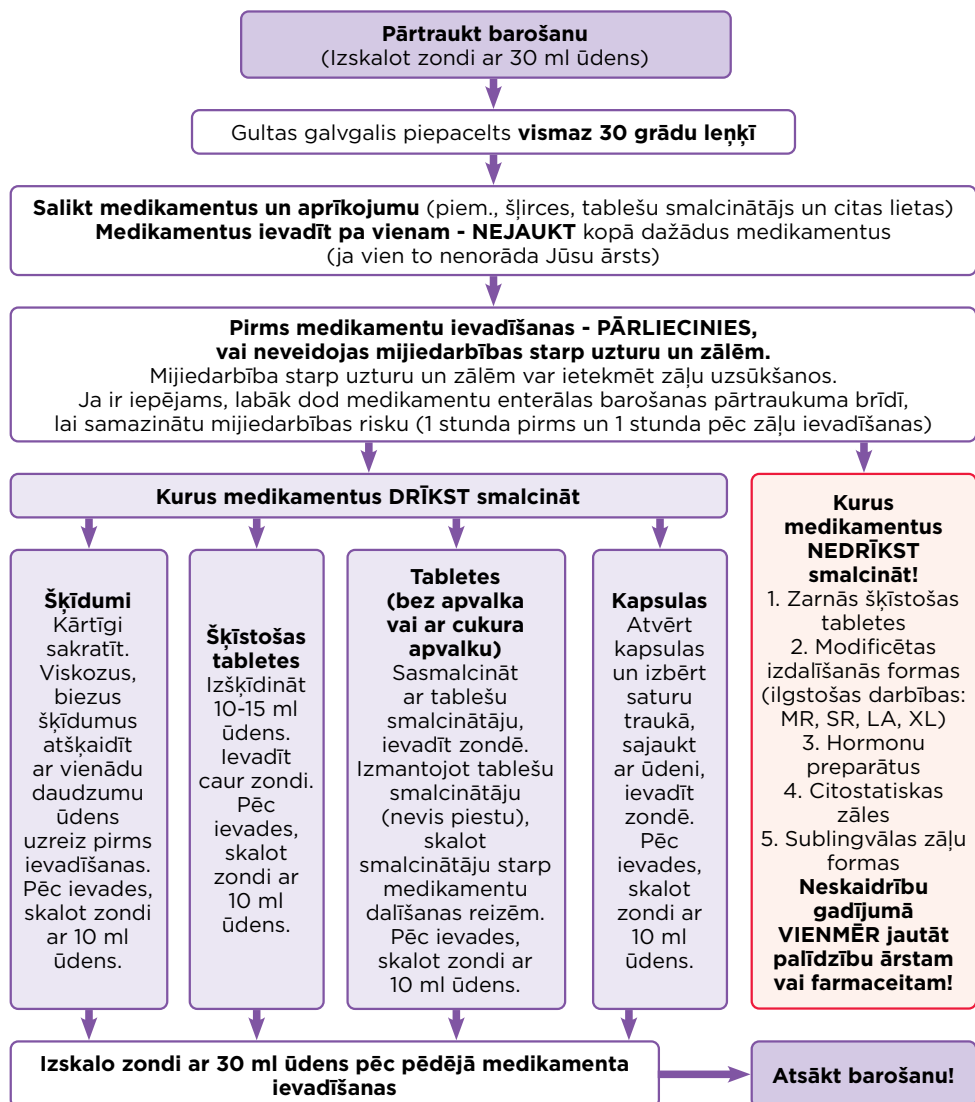 Pārtraukt barošanu
(Izskalot zondi ar 30 ml ūdens)
Gultas galvgalis piepacelts vismaz 30 grādu leņķī
Salikt medikamentus un aprīkojumu (piem., šļirces, tablešu smalcinātājs un citas lietas)
Medikamentus ievadīt pa vienam - NEJAUKT kopā dažādus medikamentus
(ja vien to nenorāda Jūsu ārsts)
Pirms medikamentu ievadīšanas - PĀRLIECINIES,
vai neveidojas mijiedarbības starp uzturu un zālēm.
Mijiedarbība starp uzturu un zālēm var ietekmēt zāļu uzsūkšanos.
Ja ir iepējams, labāk dod medikamentu enterālas barošanas pārtraukuma brīdī,
lai samazinātu mijiedarbības risku (1 stunda pirms un 1 stunda pēc zāļu ievadīšanas)
Kurus medikamentus DRĪKST smalcināt
Šķīdumi
Kārtīgi
sakratīt.
Viskozus,
biezus
šķīdumus
atšķaidīt
ar vienādu
daudzumu
ūdens
uzreiz pirms
ievadīšanas.
Pēc ievades,
skalot zondi
ar 10 ml
ūdens.
Šķīstošas
tabletes
Izšķīdināt
10-15 ml
ūdens.
Ievadīt
caur zondi.
Pēc
ievades,
skalot
zondi ar
10 ml
ūdens.
Tabletes
(bez apvalka
vai ar cukura
apvalku)
Sasmalcināt
ar tablešu
smalcinātāju,
ievadīt zondē.
Izmantojot tablešu
smalcinātāju
(nevis piestu),
skalot
smalcinātāju starp
medikamentu
dalīšanas reizēm.
Pēc ievades,
skalot zondi ar
10 ml ūdens.
Kapsulas
Atvērt
kapsulas
un izbērt
saturu
traukā,
sajaukt
ar ūdeni,
ievadīt
zondē.
Pēc
ievades,
skalot
zondi ar
10 ml
ūdens.
Kurus
medikamentus
NEDRĪKST
smalcināt!
1. Zarnās šķīstošas
tabletes
2. Modificētas
izdalīšanās formas
(ilgstošas darbības:
MR, SR, LA, XL)
3. Hormonu
preparātus
4. Citostatiskas
zāles
5. Sublingvālas zāļu
formas
Neskaidrību
gadījumā
VIENMĒR jautāt
palīdzību ārstam
vai farmaceitam!
Izskalo zondi ar 30 ml ūdens pēc pēdējā medikamenta
ievadīšanas
Atsākt barošanu!